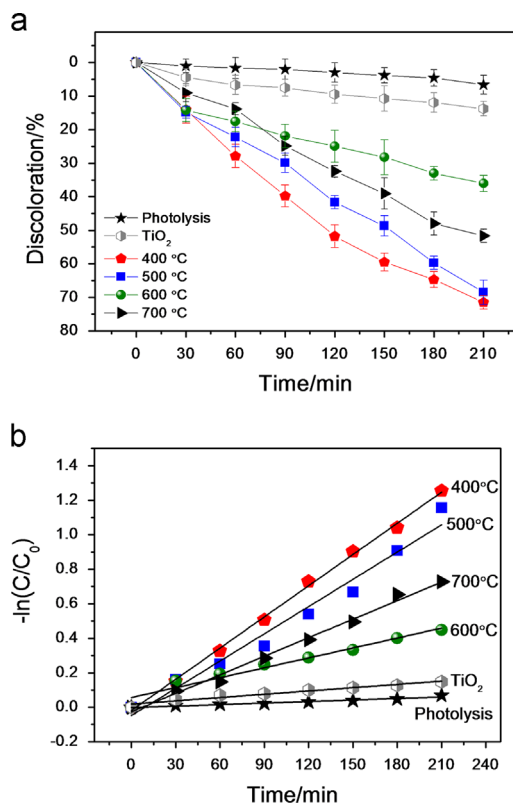 a
0
10
20
30
40
50
60
70
80
Discoloration/%
Photolysis
TiO₂
400 °C
500 °C
600 °C
700 °C
0 30 60 90 120 150 180 210
Time/min
b
1.4
1.2
1.0
0.8
0.6
0.4
0.2
0.0
-0.2
-ln(C/C₀)
400°C
500°C
700°C
600°C
TiO₂
Photolysis
0 30 60 90 120 150 180 210 240
Time/min